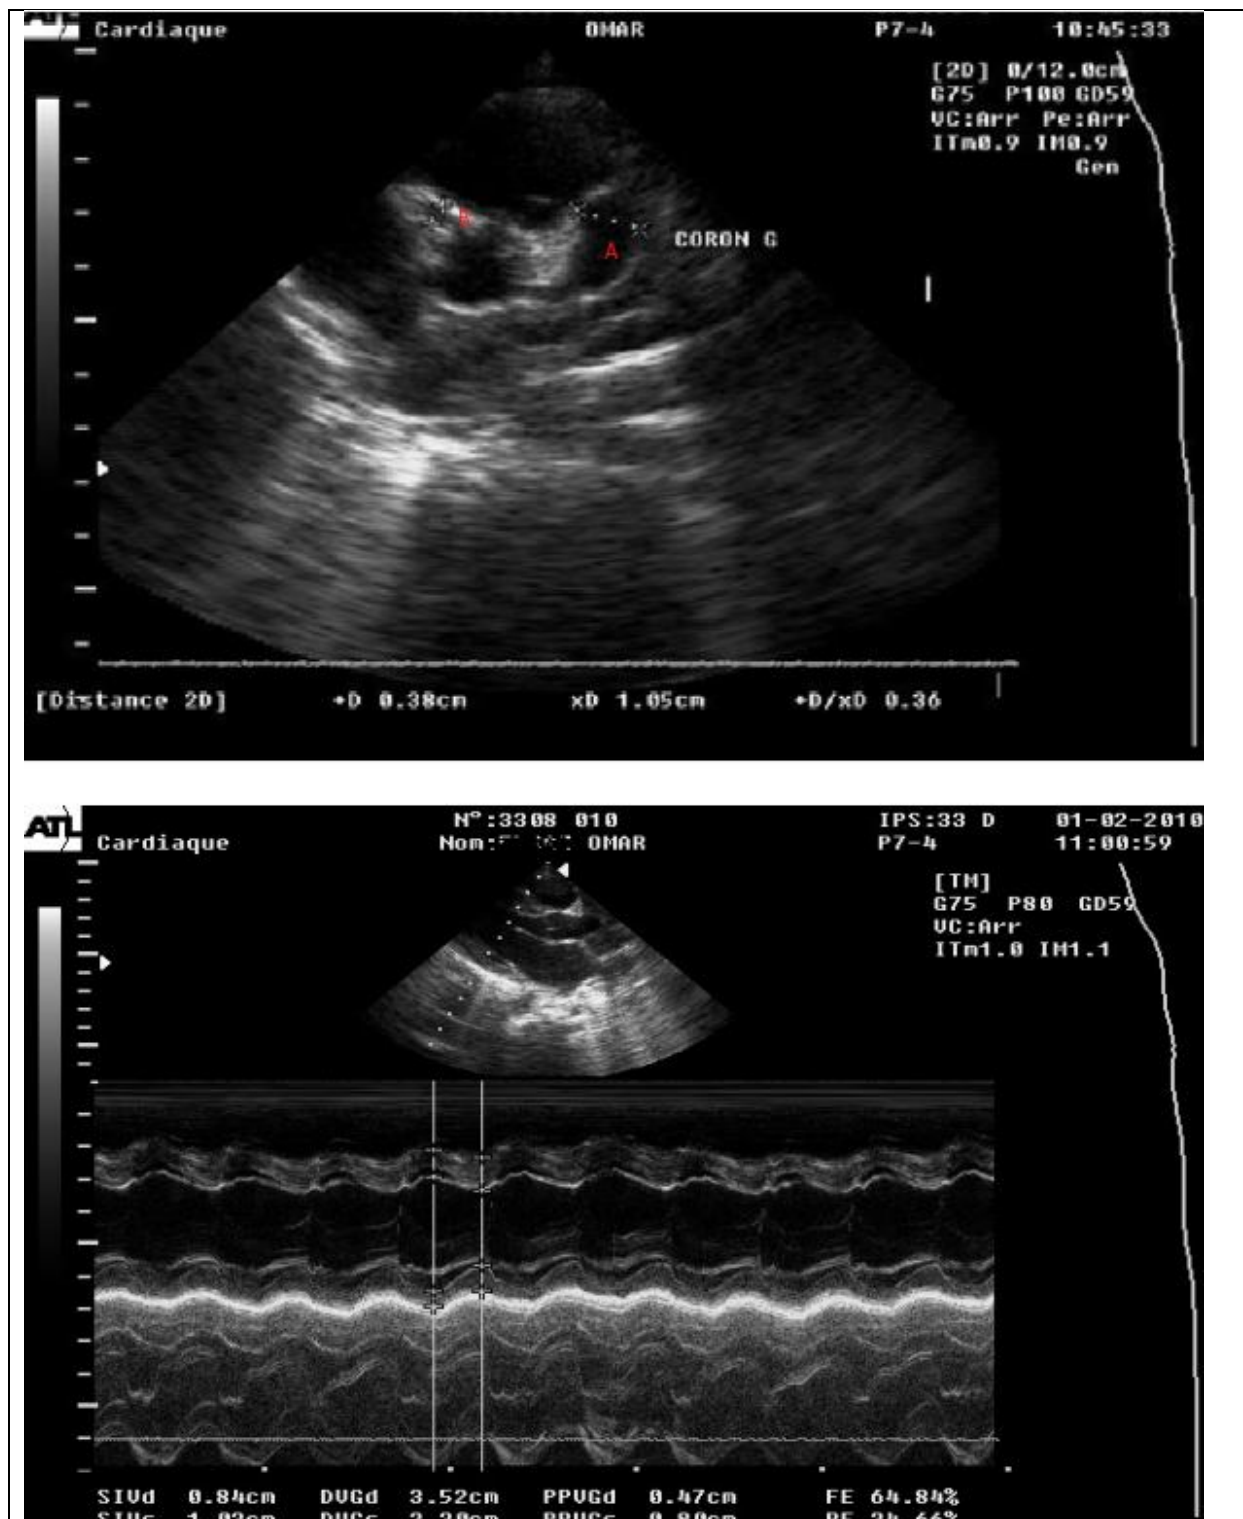 Cardiaque OMAR P7-4 10:45:33
[2D] 0/12.0cm
G75 P100 GD59
VC:Arr Pe:Arr
ITm0.9 IM0.9
Gen
B
CORON G
A
[Distance 2D] +D 0.38cm xD 1.05cm +D/xD 0.36
ATL
N°:3308 010 IPS:33 D 01-02-2010
Cardiaque Nom: OMAR P7-4 11:00:59
[TM]
G75 P80 GD59
VC:Arr
ITm1.0 IM1.1
SIVd 0.84cm DVGd 3.52cm PPVGd 0.47cm FE 64.84%